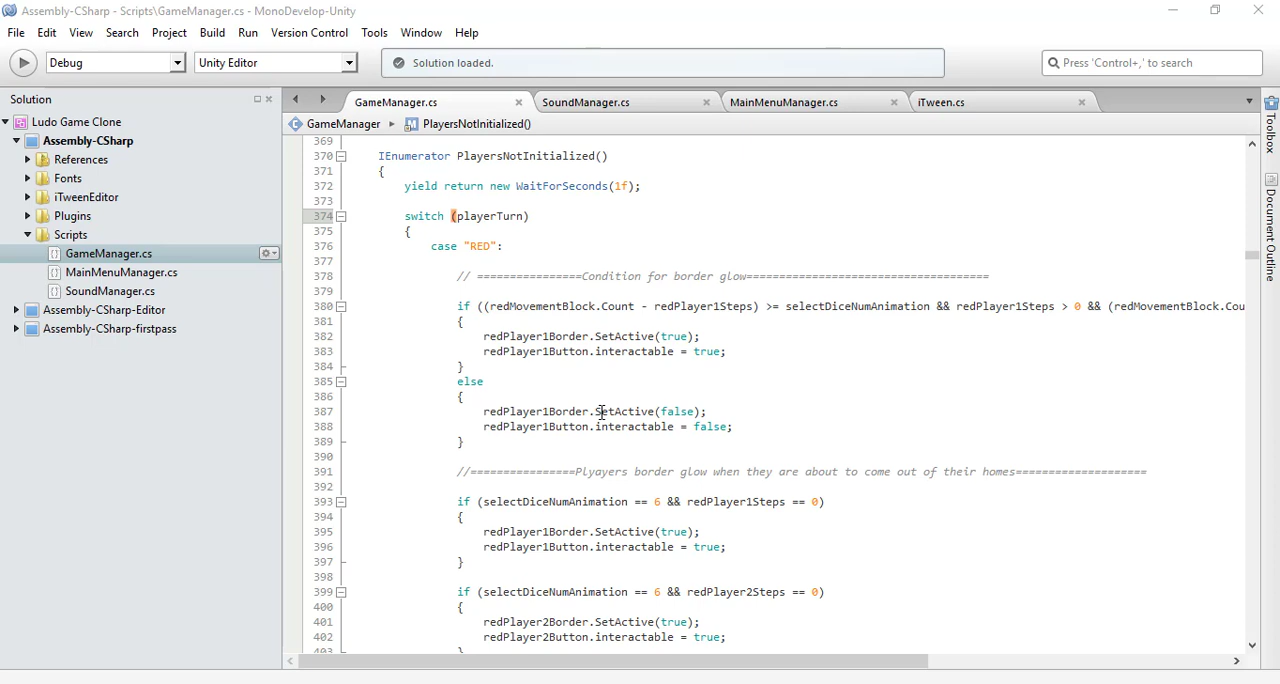 Assembly-CSharp - Scripts\GameManager.cs - MonoDevelop-Unity
File Edit View Search Project Build Run Version Control Tools Window Help
Debug Unity Editor Solution loaded. Press 'Control+,' to search
Solution GameManager.cs SoundManager.cs MainMenuManager.cs iTween.cs
Ludo Game Clone GameManager PlayersNotInitialized()
Assembly-CSharp
References
Fonts
iTweenEditor
Plugins
Scripts
GameManager.cs
MainMenuManager.cs
SoundManager.cs
Assembly-CSharp-Editor
Assembly-CSharp-firstpass
369
370 IEnumerator PlayersNotInitialized()
371 {
372 yield return new WaitForSeconds(1f);
373
374 switch (playerTurn)
375 {
376 case "RED":
377
378 // ================Condition for border glow=====================================
379
380 if ((redMovementBlock.Count - redPlayer1Steps) >= selectDiceNumAnimation && redPlayer1Steps > 0 && (redMovementBlock.Cou
381 {
382 redPlayer1Border.SetActive(true);
383 redPlayer1Button.interactable = true;
384 }
385 else
386 {
387 redPlayer1Border.SetActive(false);
388 redPlayer1Button.interactable = false;
389 }
390
391 //================Plyayers border glow when they are about to come out of their homes====================
392
393 if (selectDiceNumAnimation == 6 && redPlayer1Steps == 0)
394 {
395 redPlayer1Border.SetActive(true);
396 redPlayer1Button.interactable = true;
397 }
398
399 if (selectDiceNumAnimation == 6 && redPlayer2Steps == 0)
400 {
401 redPlayer2Border.SetActive(true);
402 redPlayer2Button.interactable = true;
403 }
Toolbox
Document Outline